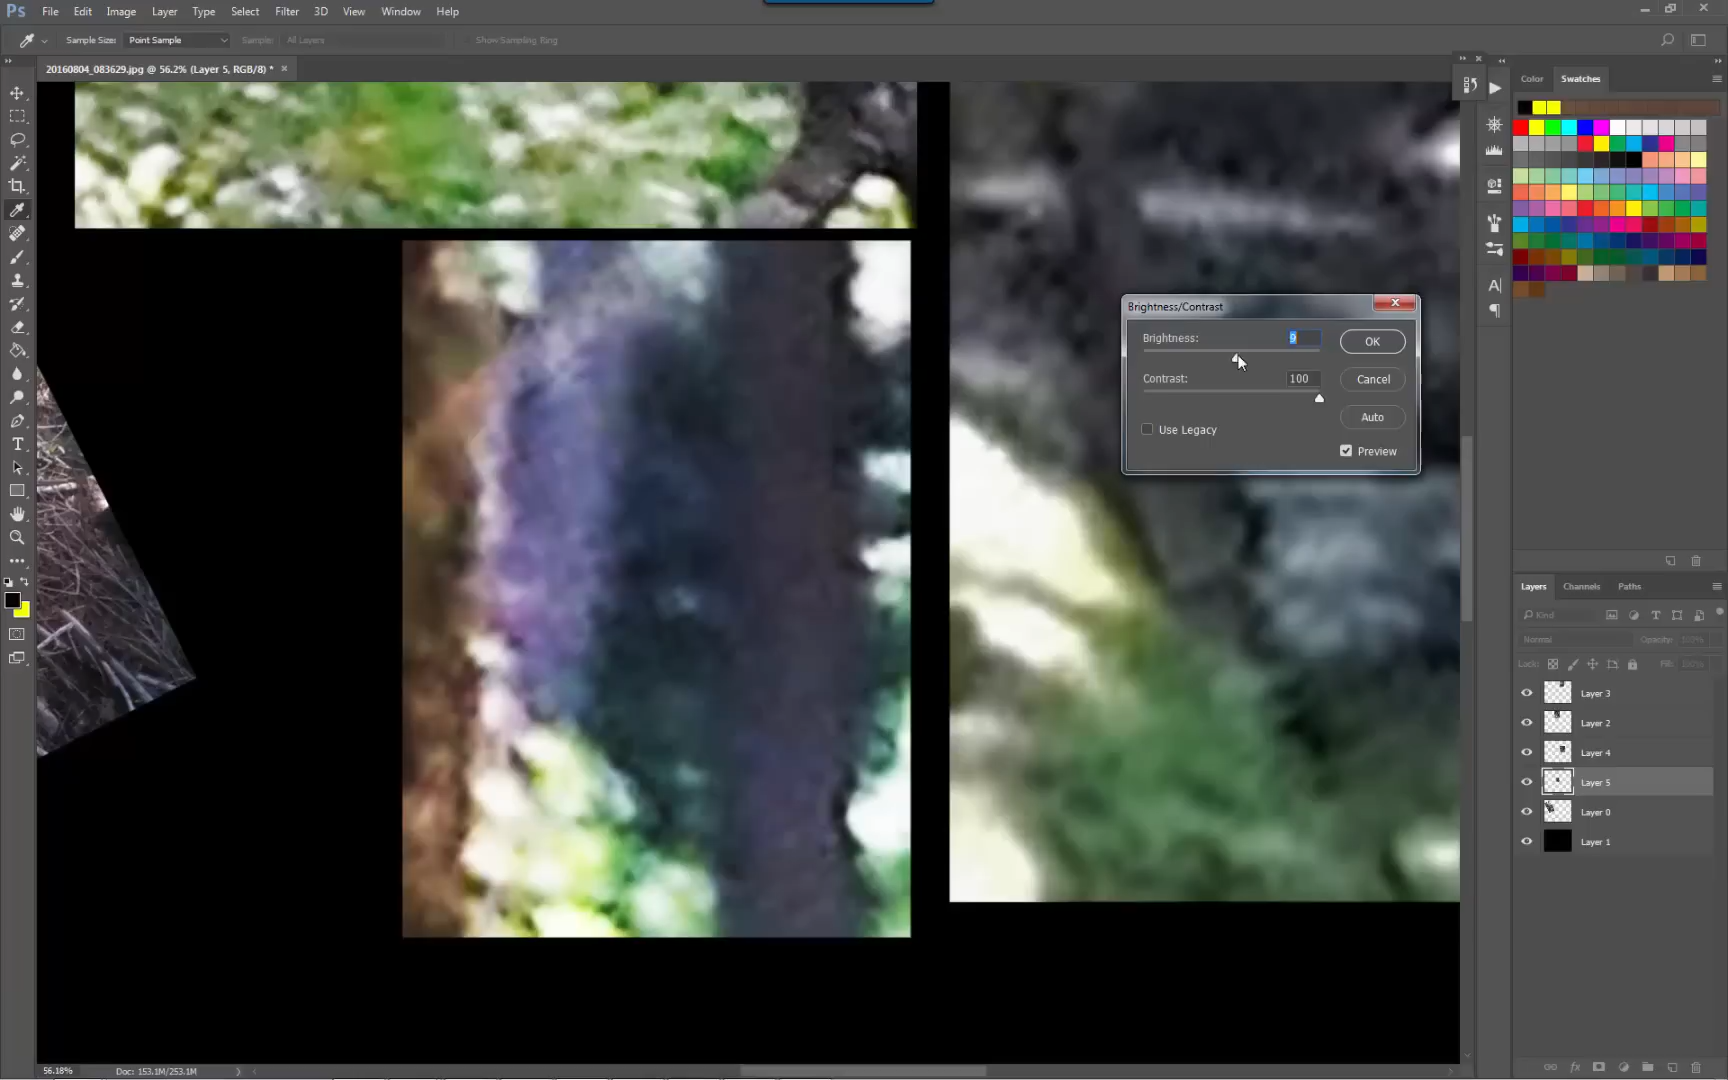 Ps File Edit Image Layer Type Select Filter 3D View Window Help
Sample Size: Point Sample Sample: All Layers Show Sampling Ring
20160804_083629.jpg @ 56.2% (Layer 5, RGB/8) *
Color Swatches
Brightness/Contrast
Brightness: 9 OK
Contrast: 100 Cancel
Auto
Use Legacy
Preview
Layers Channels Paths
Kind
Normal Opacity: 100%
Lock: Fill: 100%
Layer 3
Layer 2
Layer 4
Layer 5
Layer 0
Layer 1
56.18% Doc: 153.1M/253.1M